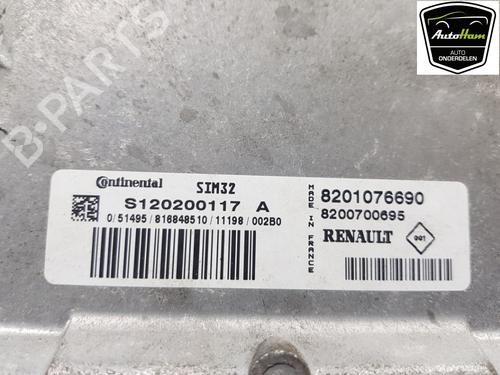 AutoHam
AUTO
ONDERDELEN
B-PARTS
Continental SIM32
S120200117 A
0/51495/816848510/11198/002B0
MADE IN FRANCE
8201076690
8200700695
RENAULT
001